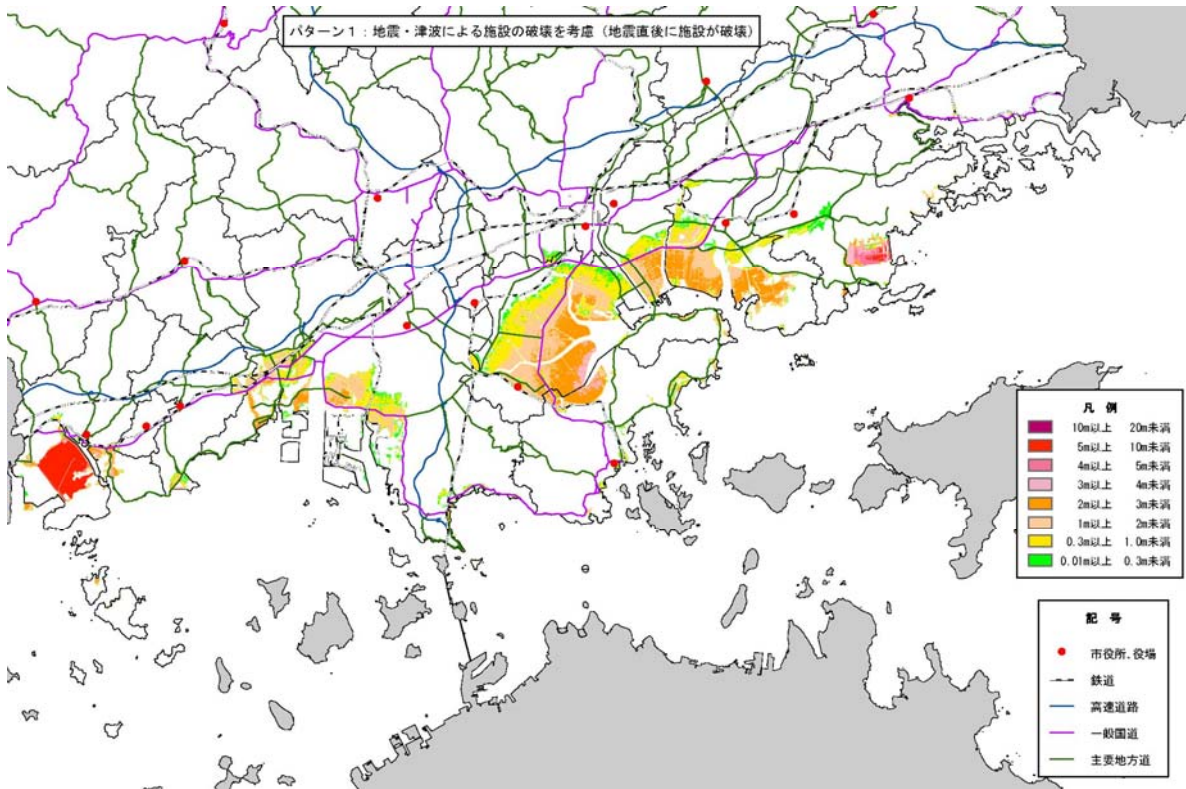 パターン1:地震・津波による施設の破壊を考慮(地震直後に施設が破壊)
凡 例
10m以上 20m未満
5m以上 10m未満
4m以上 5m未満
3m以上 4m未満
2m以上 3m未満
1m以上 2m未満
0.3m以上 1.0m未満
0.01m以上 0.3m未満
記 号
市役所.役場
鉄道
高速道路
一般国道
主要地方道